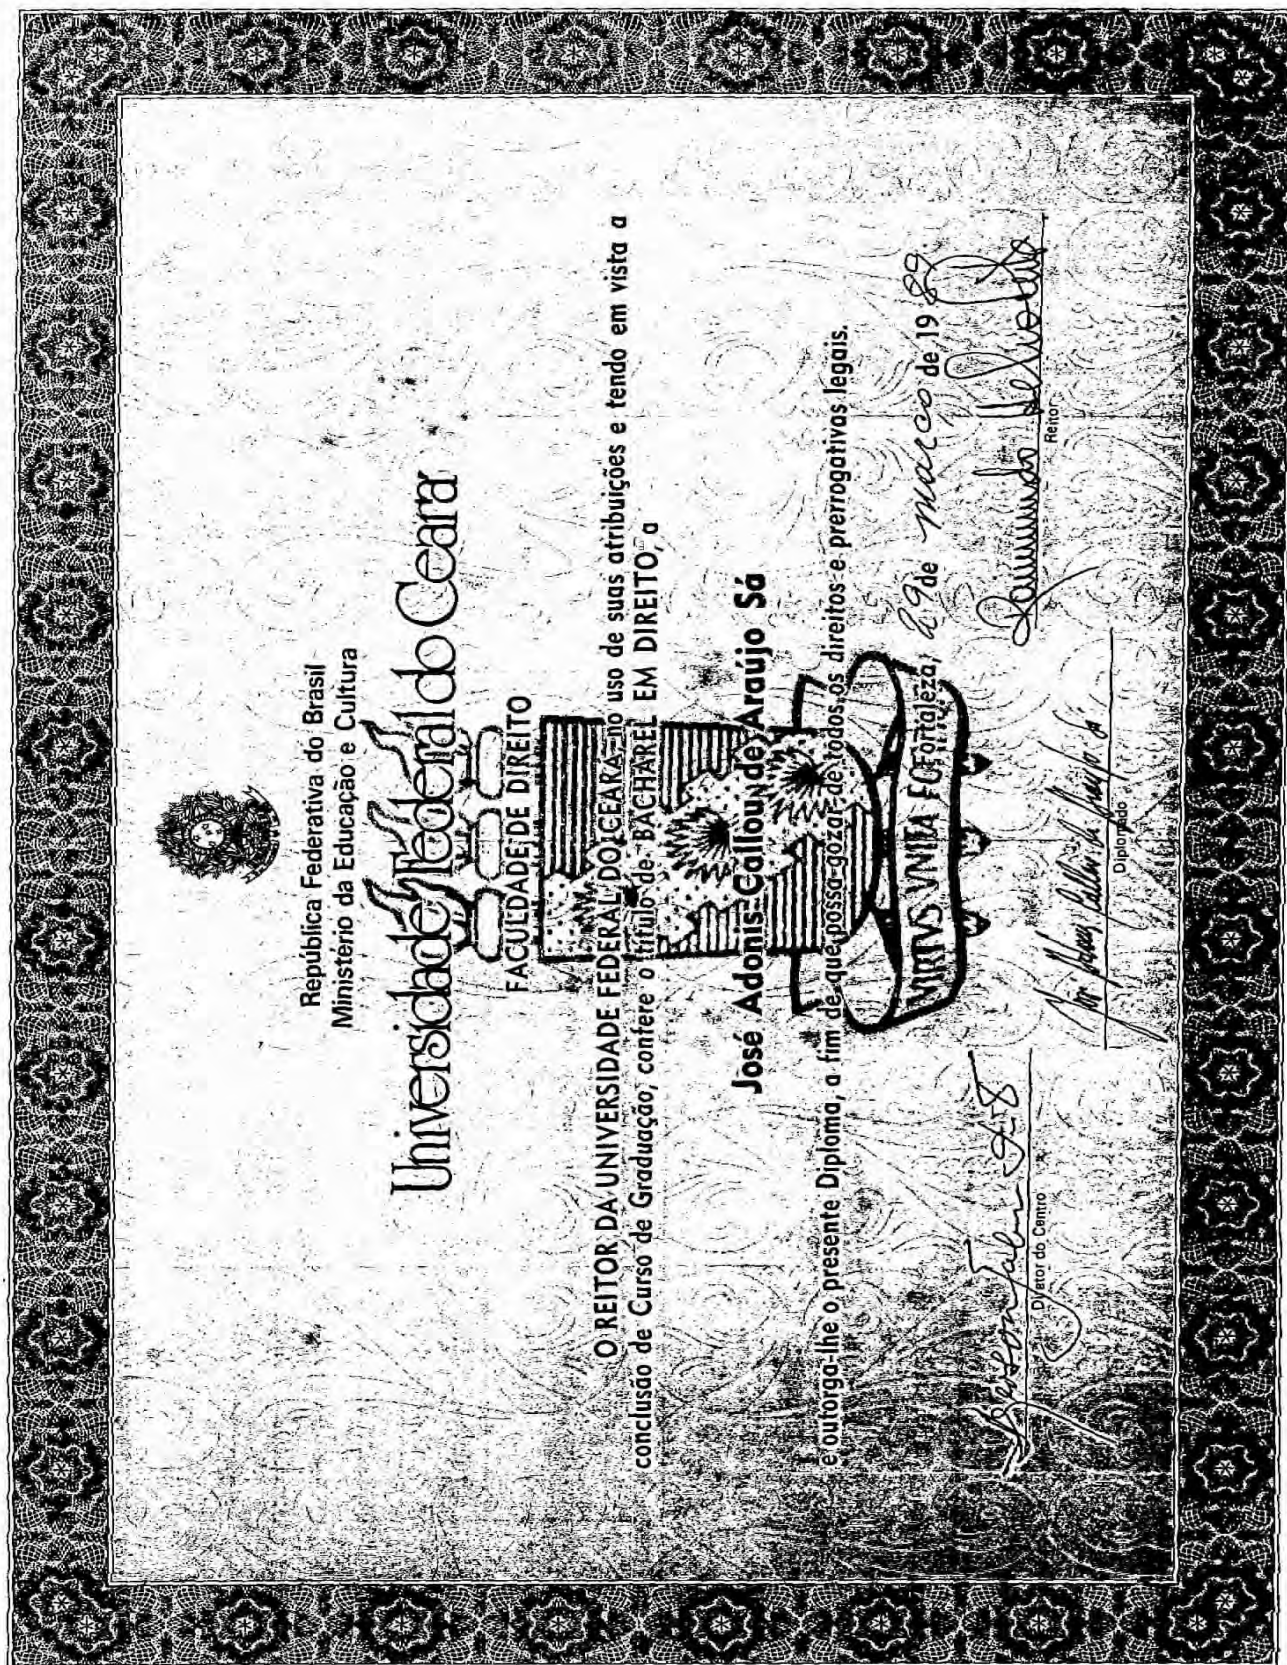 República Federativa do Brasil
Ministério da Educação e Cultura
Universidade Federal do Ceará
FACULDADE DE DIREITO
O REITOR DA UNIVERSIDADE FEDERAL DO CEARÁ, no uso de suas atribuições e tendo em vista a
conclusão de Curso de Graduação, confere o título de BACHAREL EM DIREITO, a
José Adonis Callou de Araújo Sá
e outorga-lhe o presente Diploma, a fim de que possa gozar de todos os direitos e prerrogativas legais.
Fortaleza, 29 de março de 1989
VIRTVS VNITA FO
Diretor do Centro
Diplomado
Reitor